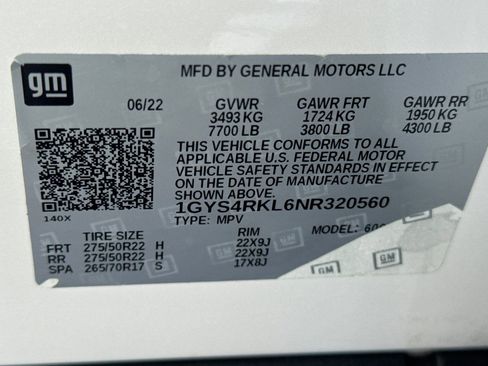 gm
MFD BY GENERAL MOTORS LLC
06/22 GVWR GAWR FRT GAWR RR
3493 KG 1724 KG 1950 KG
7700 LB 3800 LB 4300 LB
THIS VEHICLE CONFORMS TO ALL
APPLICABLE U.S. FEDERAL MOTOR
VEHICLE SAFETY STANDARDS IN EFFECT
ON THE DATE OF MANUFACTURE
SHOWN ABOVE.
1GYS4RKL6NR320560
140X
TYPE: MPV MODEL:
TIRE SIZE RIM
FRT 275/50R22 H 22X9J
RR 275/50R22 H 22X9J
SPA 265/70R17 S 17X8J